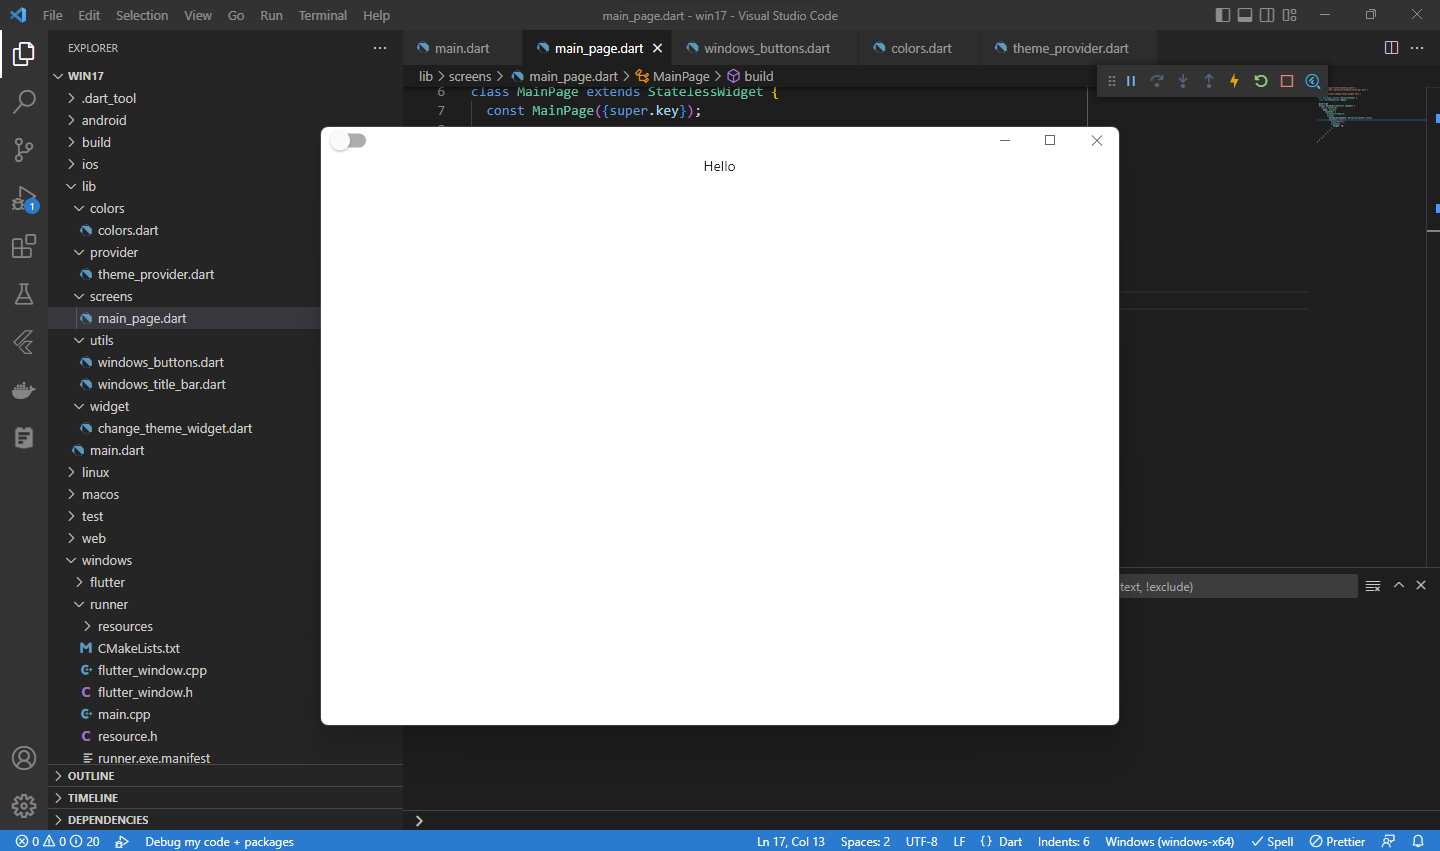 File Edit Selection View Go Run Terminal Help
main_page.dart - win17 - Visual Studio Code
EXPLORER
WIN17
.dart_tool
android
build
ios
lib
colors
colors.dart
provider
theme_provider.dart
screens
main_page.dart
utils
windows_buttons.dart
windows_title_bar.dart
widget
change_theme_widget.dart
main.dart
linux
macos
test
web
windows
flutter
runner
resources
CMakeLists.txt
flutter_window.cpp
flutter_window.h
main.cpp
resource.h
runner.exe.manifest
OUTLINE
TIMELINE
DEPENDENCIES
main.dart main_page.dart windows_buttons.dart colors.dart theme_provider.dart
lib > screens > main_page.dart > MainPage > build
6 class MainPage extends StatelessWidget {
7 const MainPage({super.key});
Hello
text, !exclude)
1
0 0 20 Debug my code + packages
Ln 17, Col 13 Spaces: 2 UTF-8 LF {} Dart Indents: 6 Windows (windows-x64) Spell Prettier